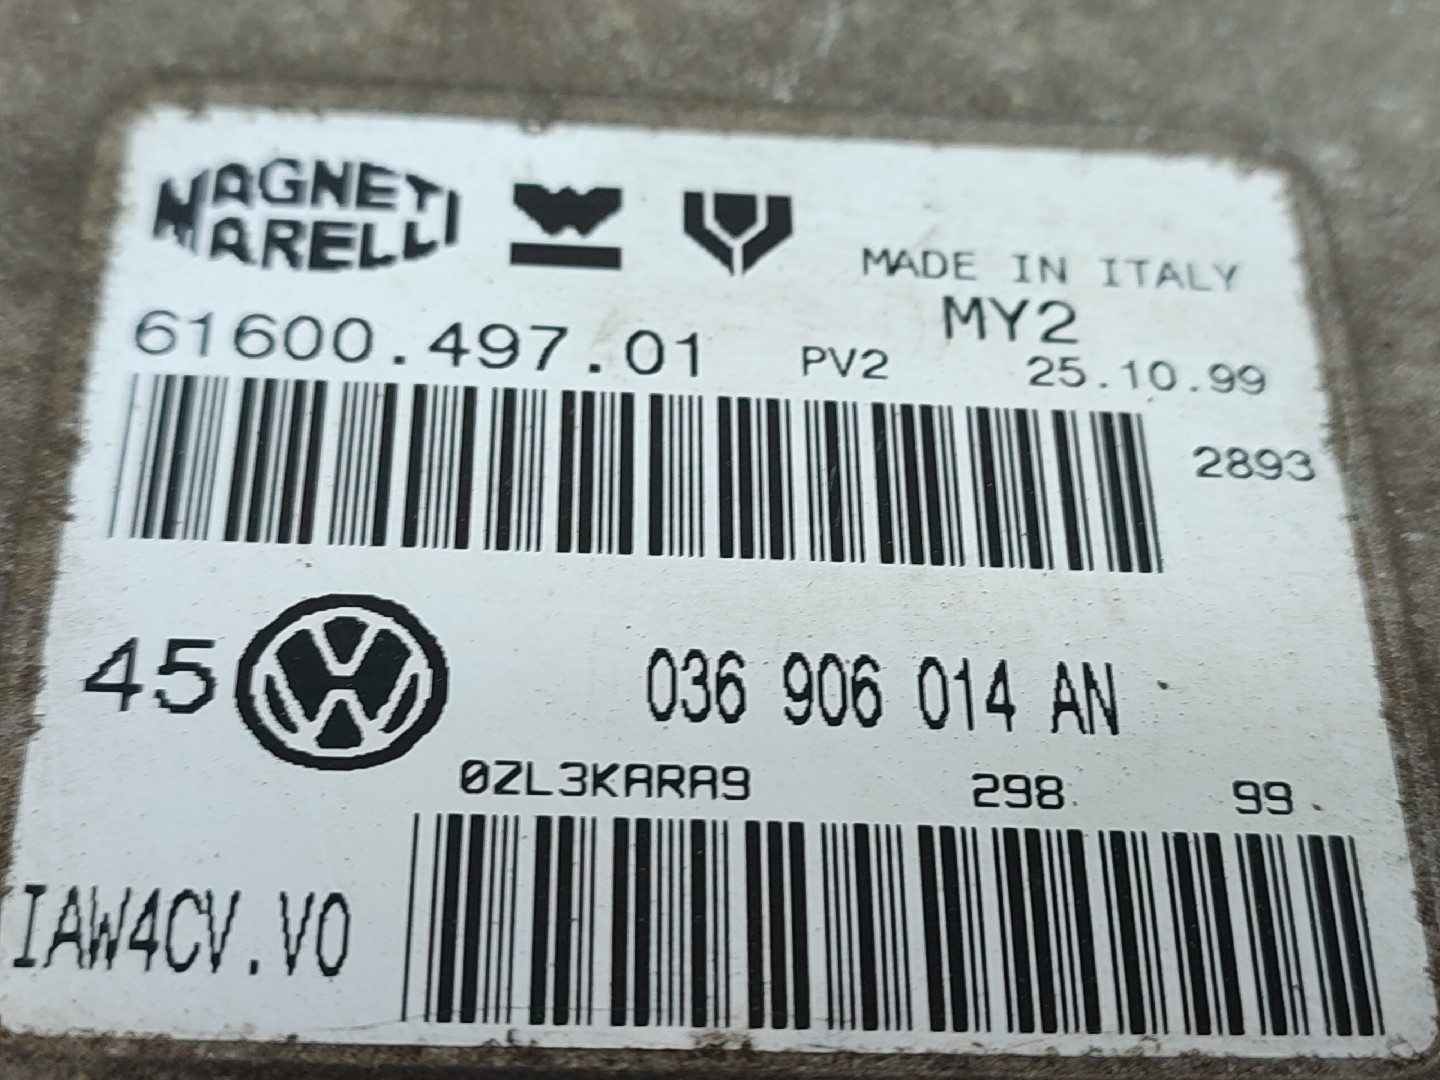 MAGNETI
MARELLI
MADE IN ITALY
MY2
61600.497.01 PV2 25.10.99
2893
45 036 906 014 AN
0ZL3KARA9 298 99
IAW4CV.V0